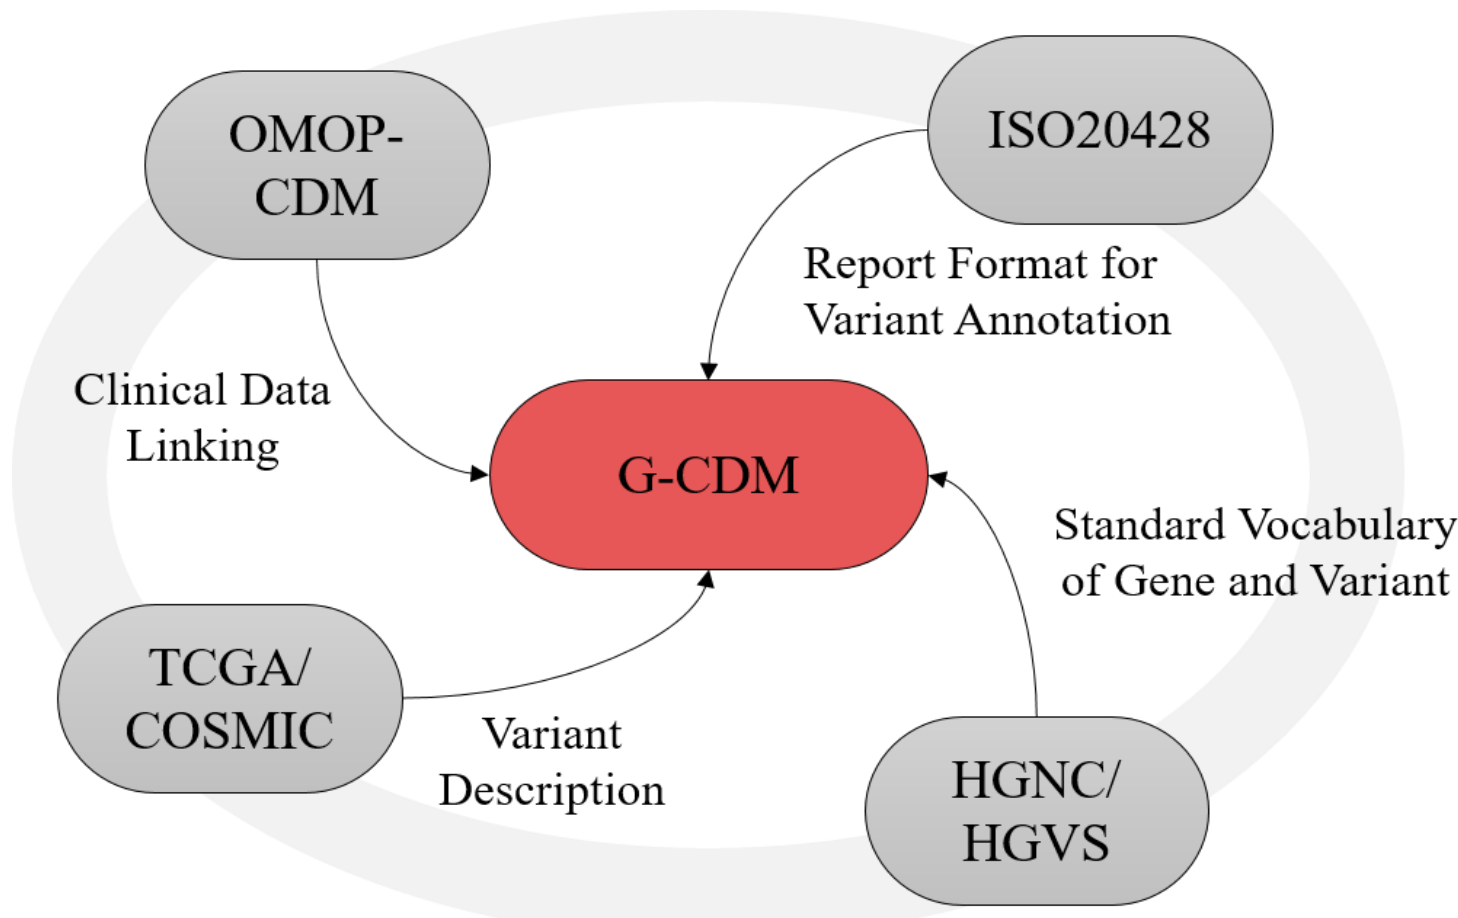 OMOP-
CDM
ISO20428
Report Format for
Variant Annotation
Clinical Data
Linking
G-CDM
Standard Vocabulary
of Gene and Variant
TCGA/
COSMIC
Variant
Description
HGNC/
HGVS